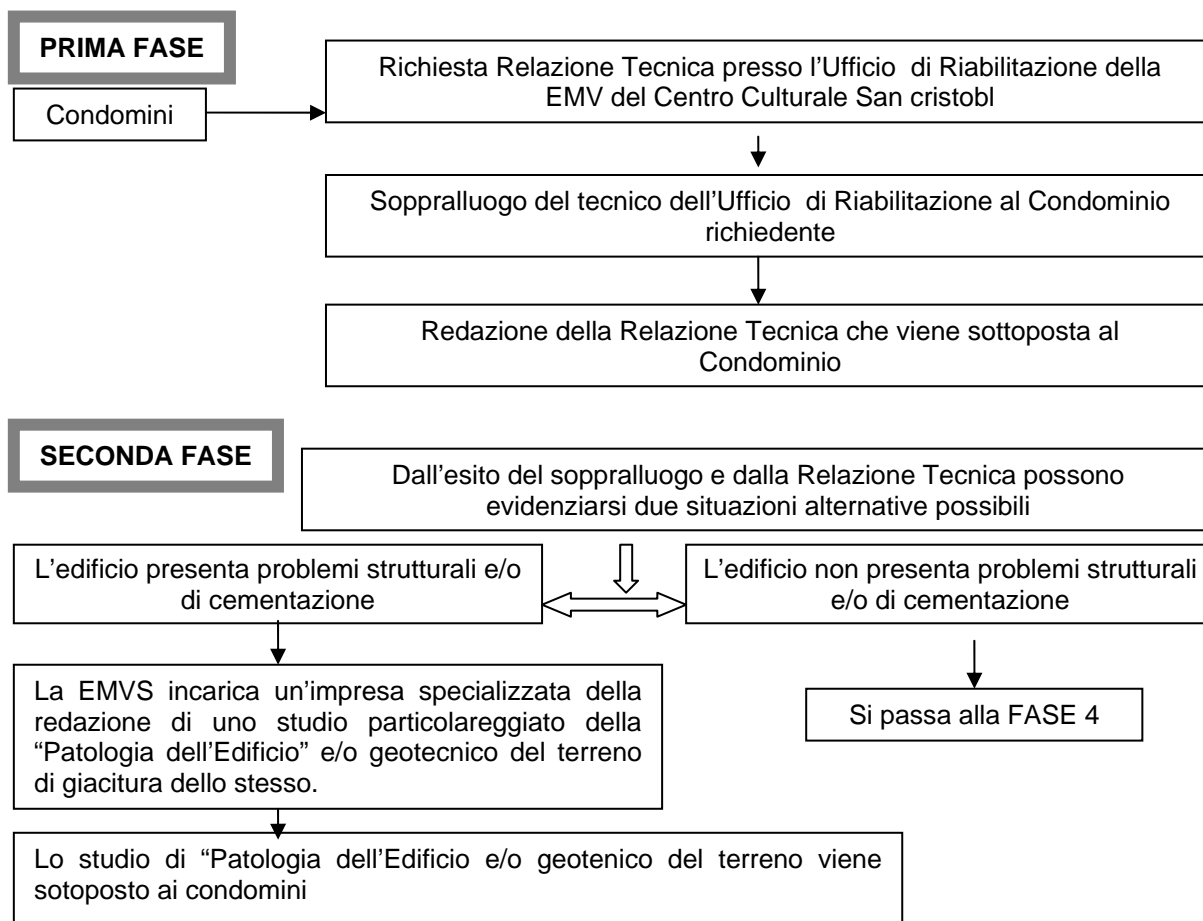 PRIMA FASE
Condomini
Richiesta Relazione Tecnica presso l'Ufficio di Riabilitazione della
EMV del Centro Culturale San cristobl
Soppralluogo del tecnico dell'Ufficio di Riabilitazione al Condominio
richiedente
Redazione della Relazione Tecnica che viene sottoposta al
Condominio
SECONDA FASE
Dall'esito del soppralluogo e dalla Relazione Tecnica possono
evidenziarsi due situazioni alternative possibili
L'edificio presenta problemi strutturali e/o
di cementazione
L'edificio non presenta problemi strutturali
e/o di cementazione
La EMVS incarica un'impresa specializzata della
redazione di uno studio particolareggiato della
"Patologia dell'Edificio" e/o geotecnico del terreno
di giacitura dello stesso.
Si passa alla FASE 4
Lo studio di "Patologia dell'Edificio e/o geotenico del terreno viene
sotoposto ai condomini